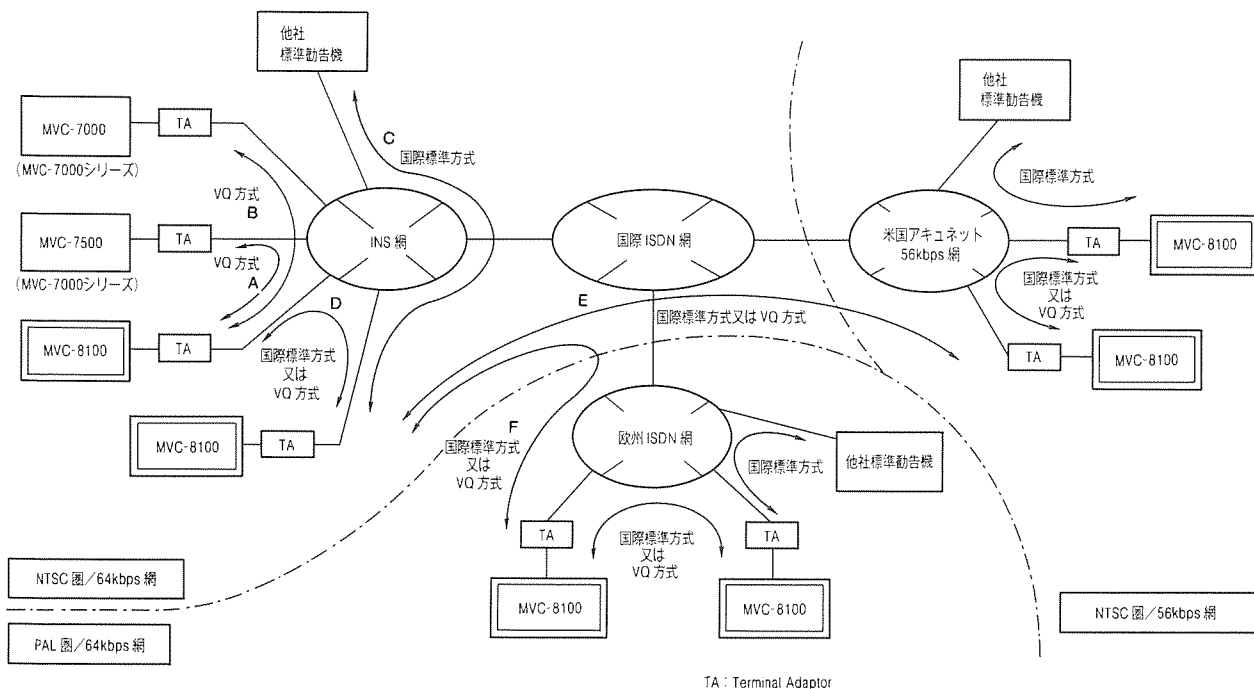 他社
標準勧告機
MVC-7000
TA
(MVC-7000シリーズ)
VQ 方式
B
C
国際標準方式
MVC-7500
TA
(MVC-7000シリーズ)
VQ 方式
A
INS 網
国際 ISDN 網
MVC-8100
TA
D
国際標準方式
又は
VQ 方式
MVC-8100
TA
E
国際標準方式又は VQ 方式
F
国際標準方式
又は
VQ 方式
他社
標準勧告機
国際標準方式
米国アキュネット
56kbps 網
TA
MVC-8100
国際標準方式
又は
VQ 方式
TA
MVC-8100
欧州 ISDN 網
国際標準方式
他社標準勧告機
TA
国際標準方式
又は
VQ 方式
TA
MVC-8100
MVC-8100
NTSC 圏/64kbps 網
PAL 圏/64kbps 網
NTSC 圏/56kbps 網
TA : Terminal Adaptor